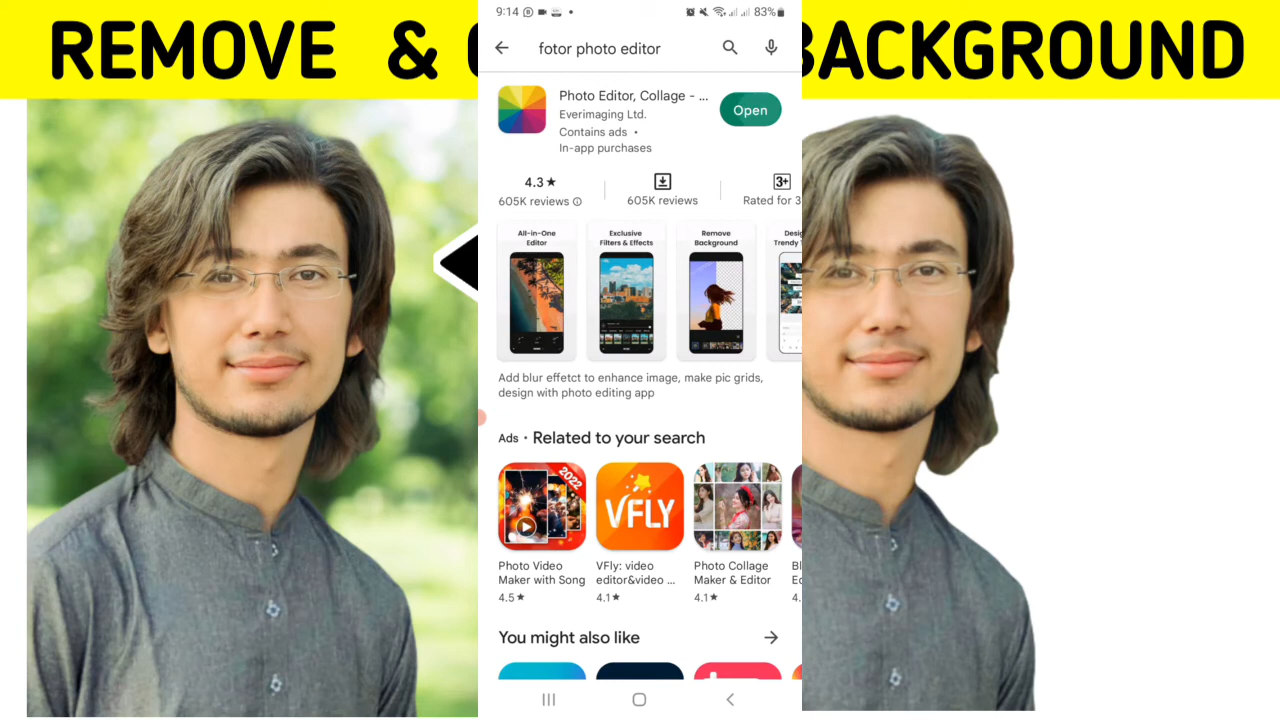 REMOVE & BACKGROUND
9:14
83%
fotor photo editor
Photo Editor, Collage - ...
Everimaging Ltd.
Contains ads •
In-app purchases
Open
4.3★
605K reviews
605K reviews
3+
Rated for 3
All-in-One
Editor
Exclusive
Filters & Effects
Remove
Background
Add blur effetct to enhance image, make pic grids,
design with photo editing app
Ads • Related to your search
2022
VFLY
Photo Video
Maker with Song
4.5★
VFly: video
editor&video ...
4.1★
Photo Collage
Maker & Editor
4.1★
You might also like